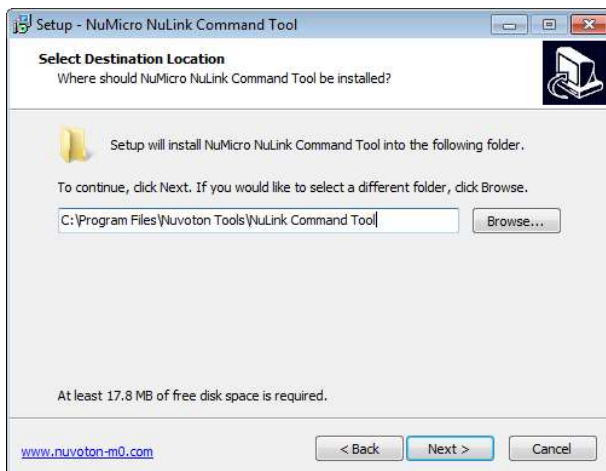 Setup - NuMicro NuLink Command Tool
Select Destination Location
Where should NuMicro NuLink Command Tool be installed?
Setup will install NuMicro NuLink Command Tool into the following folder.
To continue, click Next. If you would like to select a different folder, click Browse.
C:\Program Files\Nuvoton Tools\NuLink Command Tool
Browse...
At least 17.8 MB of free disk space is required.
www.nuvoton-m0.com
< Back
Next >
Cancel